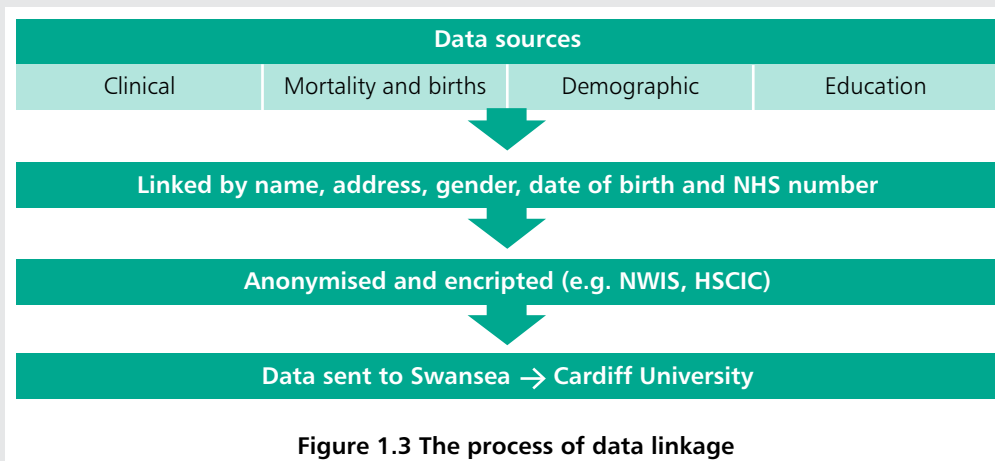 Data sources
Clinical Mortality and births Demographic Education
Linked by name, address, gender, date of birth and NHS number
Anonymised and encripted (e.g. NWIS, HSCIC)
Data sent to Swansea → Cardiff University
Figure 1.3 The process of data linkage